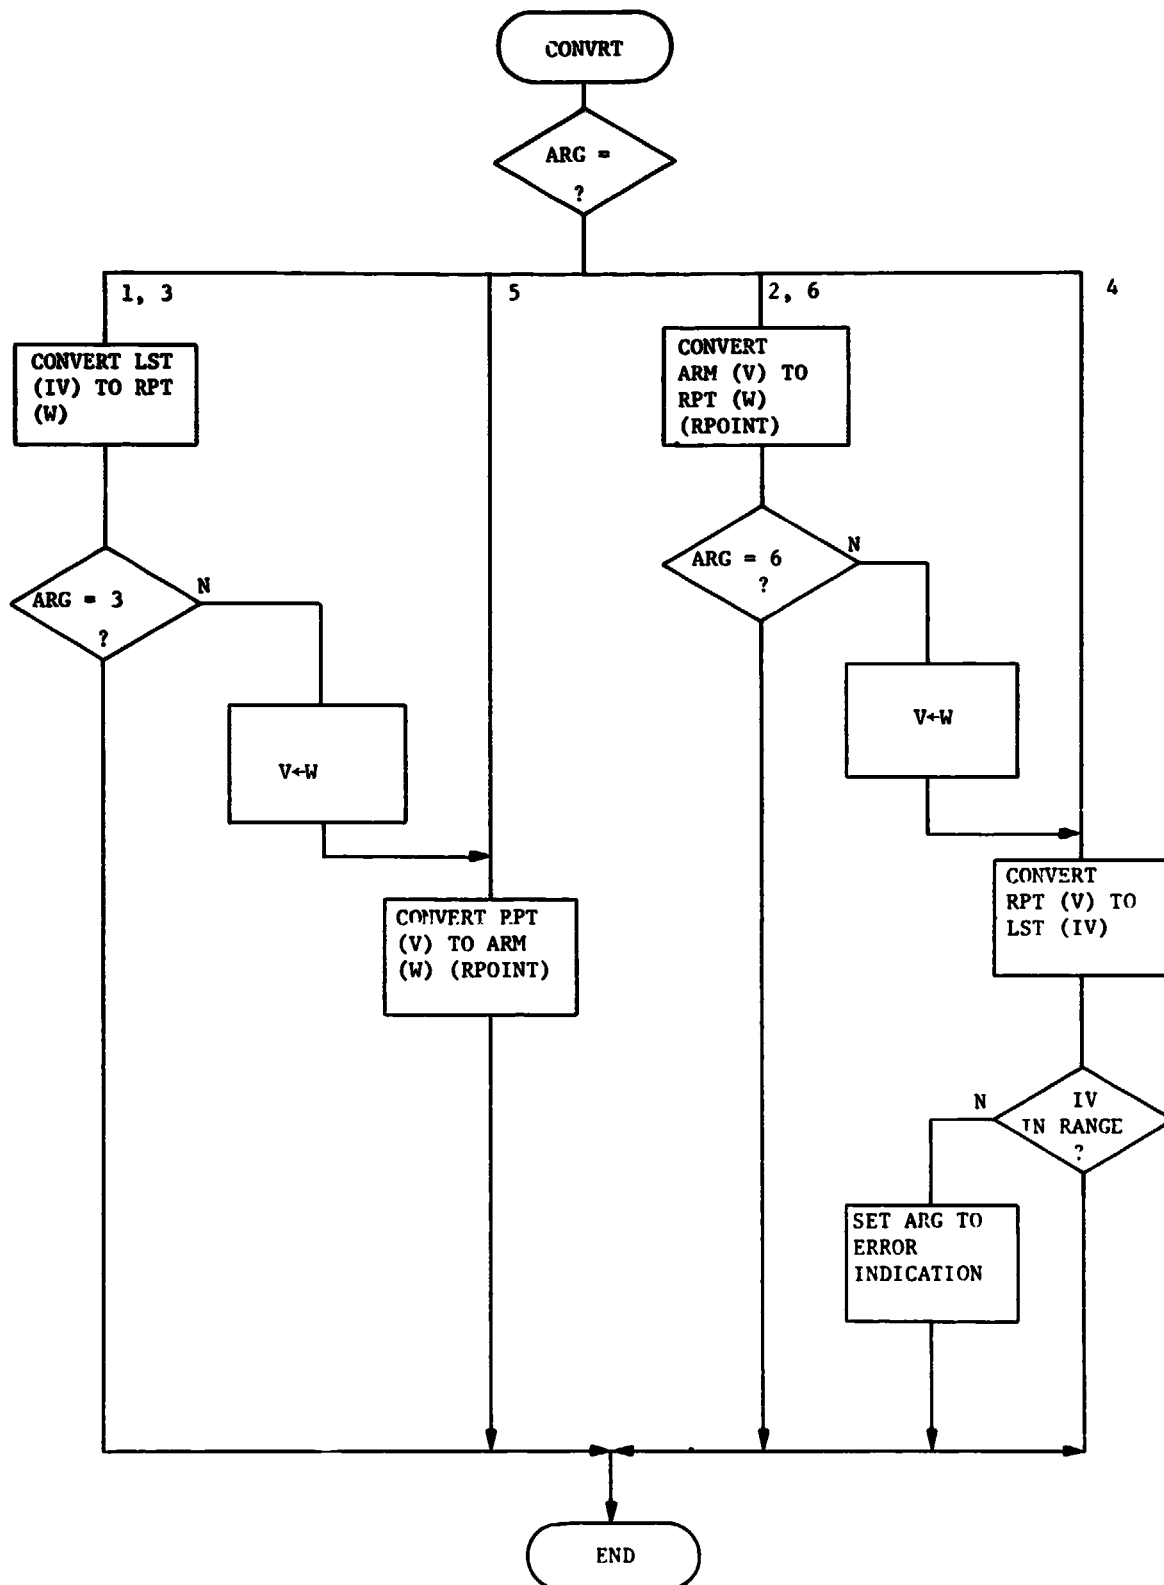 CONVRT
ARG =
?
1, 3
5
2, 6
4
CONVERT LST
(IV) TO RPT
(W)
CONVERT
ARM (V) TO
RPT (W)
(RPOINT)
ARG = 3
?
N
ARG = 6
?
N
V←W
V←W
CONVERT RPT
(V) TO ARM
(W) (RPOINT)
CONVERT
RPT (V) TO
LST (IV)
IV
IN RANGE
?
N
SET ARG TO
ERROR
INDICATION
END